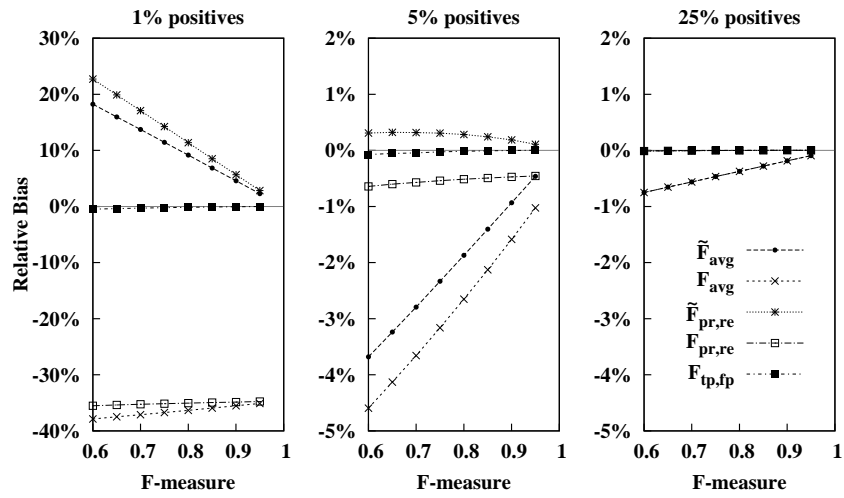 1% positives
5% positives
25% positives
30%
20%
10%
0%
-10%
-20%
-30%
-40%
Relative Bias
0.6 0.7 0.8 0.9 1
F-measure
2%
1%
0%
-1%
-2%
-3%
-4%
-5%
0.6 0.7 0.8 0.9 1
F-measure
2%
1%
0%
-1%
-2%
-3%
-4%
-5%
0.6 0.7 0.8 0.9 1
F-measure
F̃avg
Favg
F̃pr,re
Fpr,re
Ftp,fp